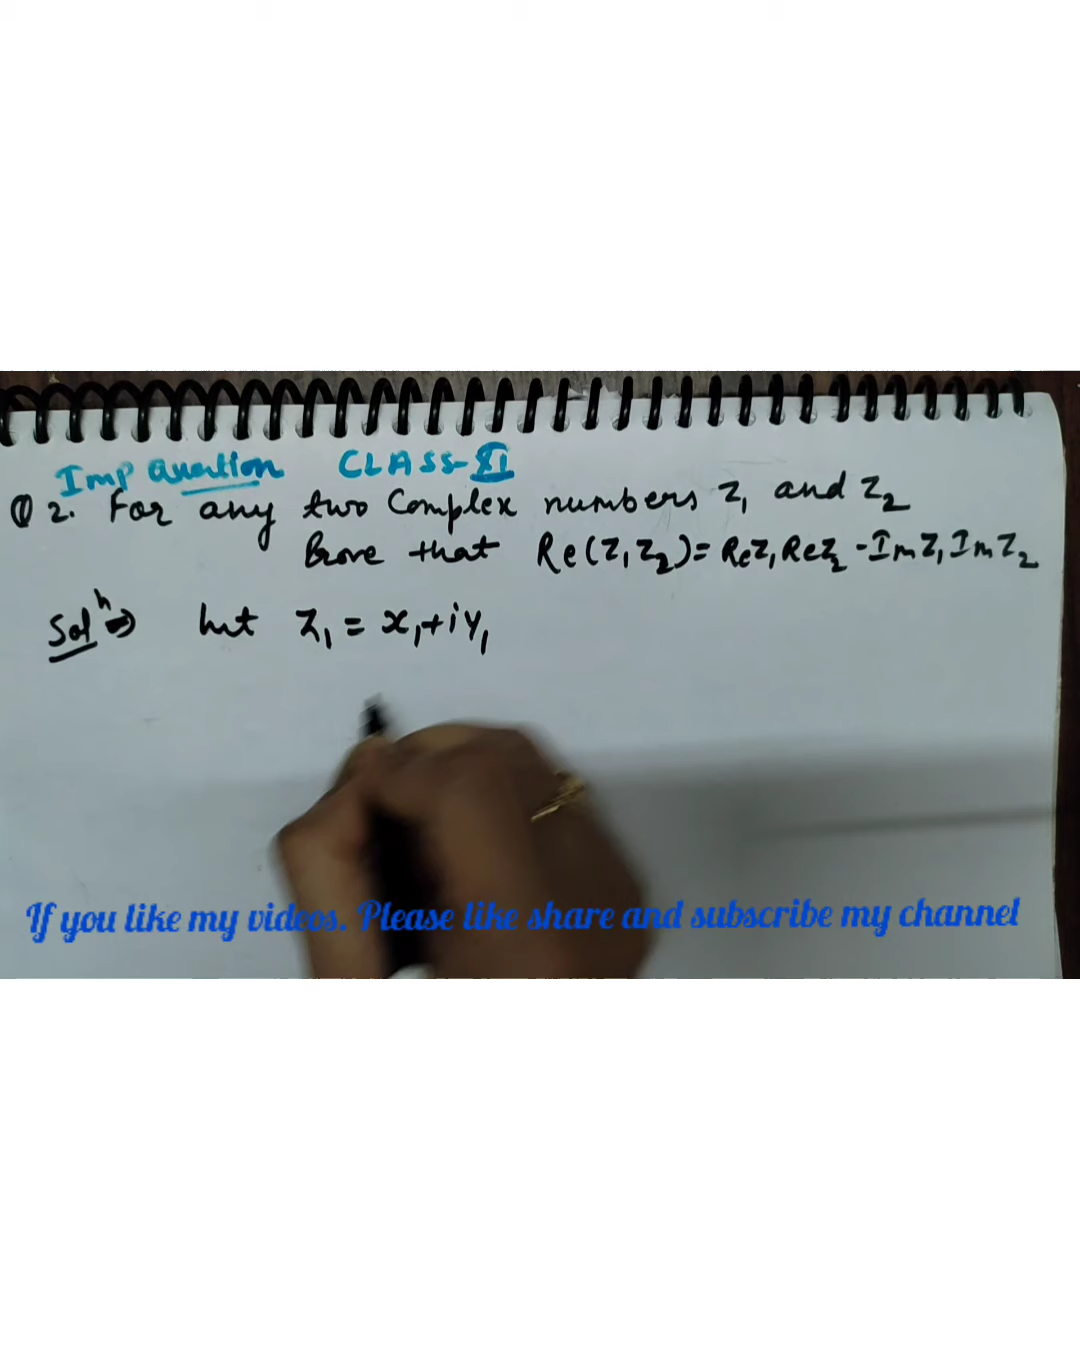 Imp Question CLASS-XI
Q 2. For any two Complex numbers z₁ and z₂
Prove that Re(z₁z₂) = Rez₁ Rez₂ - Imz₁ Imz₂
Solⁿ ⇒ Let z₁ = x₁+iy₁
If you like my videos. Please like share and subscribe my channel